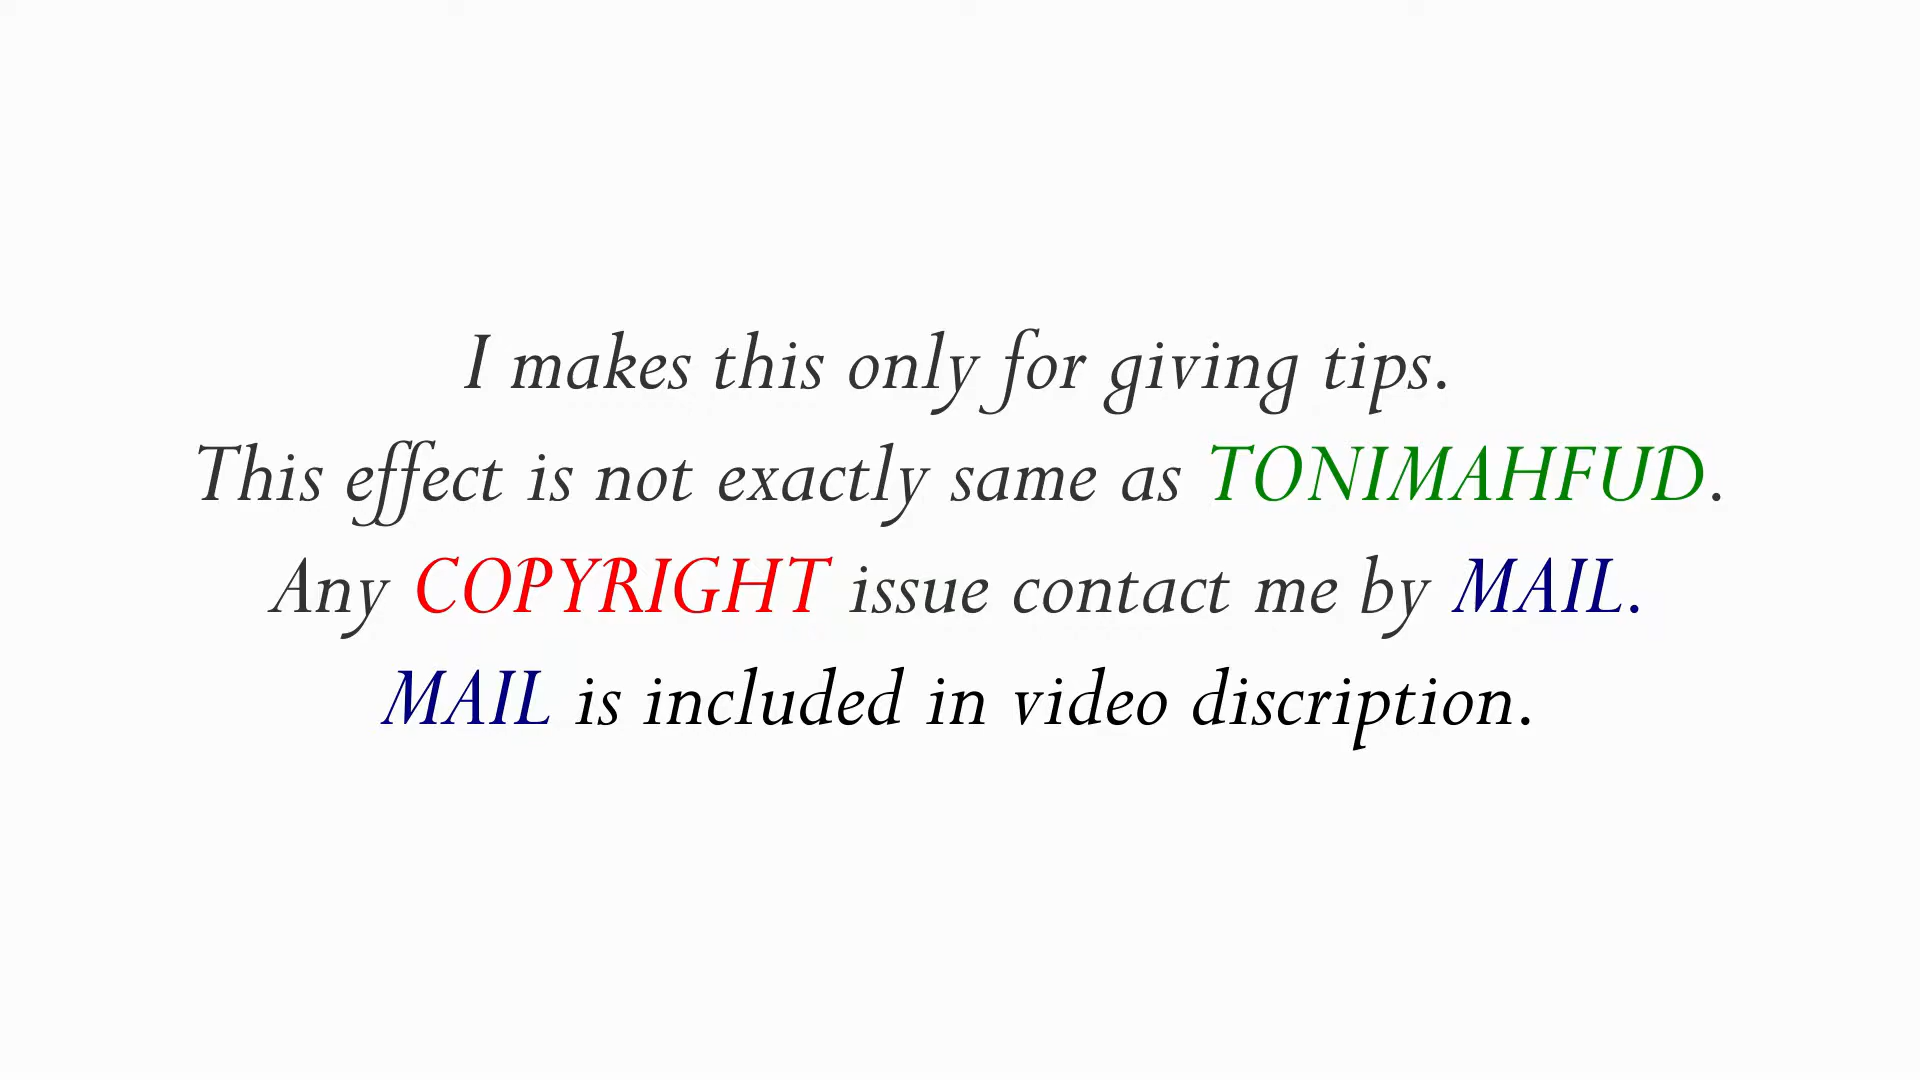 I makes this only for giving tips.
This effect is not exactly same as TONIMAHFUD.
Any COPYRIGHT issue contact me by MAIL.
MAIL is included in video discription.